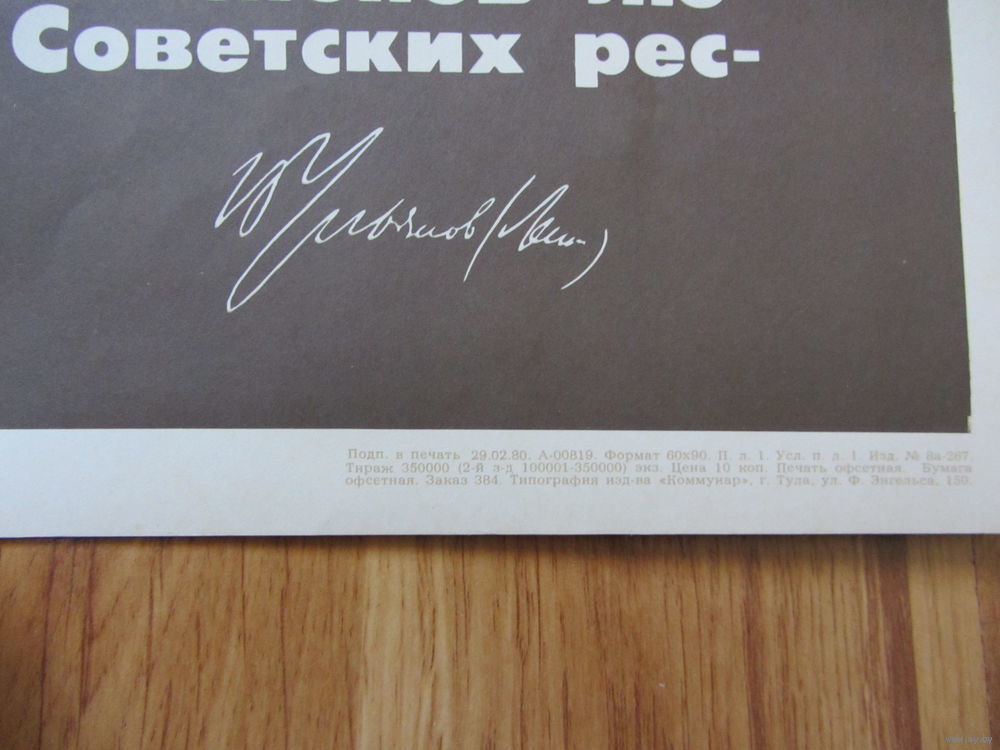 Советских рес-
В. Ульянов (Ленин)
Подп. в печать 29.02.80. А-00819. Формат 60х90. П. л. 1. Усл. п. л. 1. Изд. № 8а-267.
Тираж 350000 (2-й з-д 100001-350000) экз. Цена 10 коп. Печать офсетная. Бумага
офсетная. Заказ 384. Типография изд-ва «Коммунар», г. Тула, ул. Ф. Энгельса, 150.